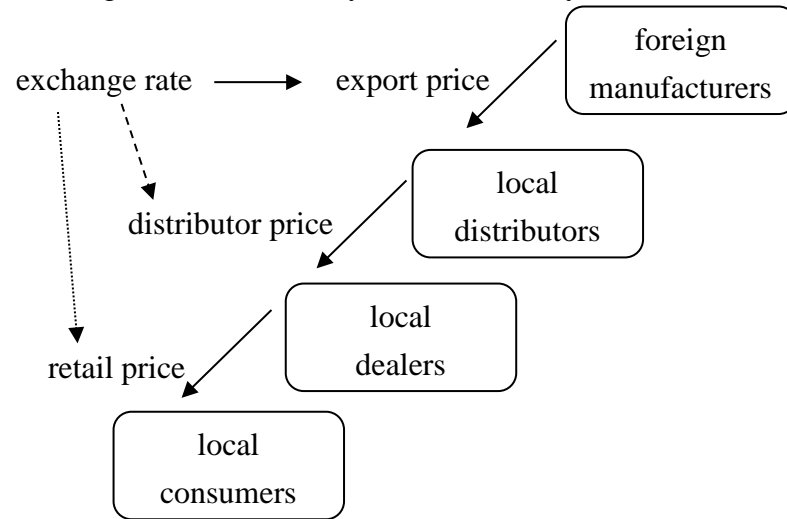 foreign
manufacturers
exchange rate
export price
local
distributors
distributor price
local
dealers
retail price
local
consumers